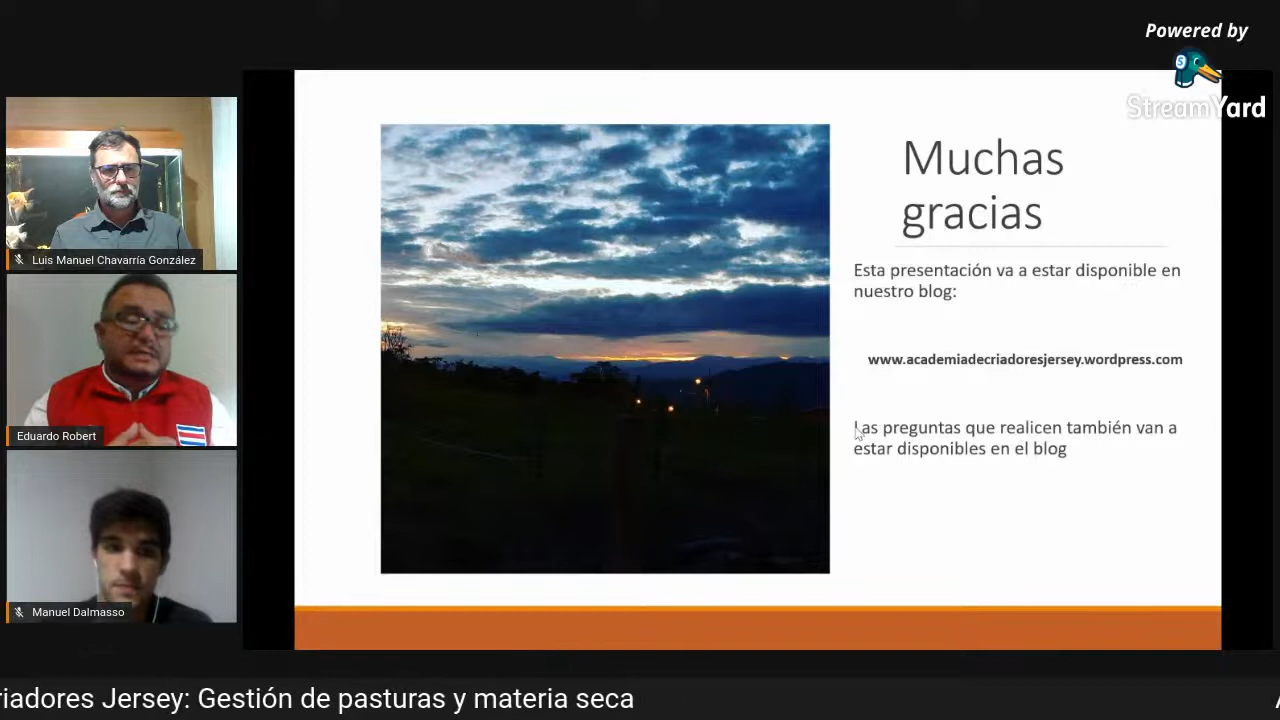 Powered by
StreamYard
Luis Manuel Chavarría González
Eduardo Robert
Manuel Dalmasso
Muchas
gracias
Esta presentación va a estar disponible en
nuestro blog:
www.academiadecriadoresjersey.wordpress.com
Las preguntas que realicen también van a
estar disponibles en el blog
riadores Jersey: Gestión de pasturas y materia seca